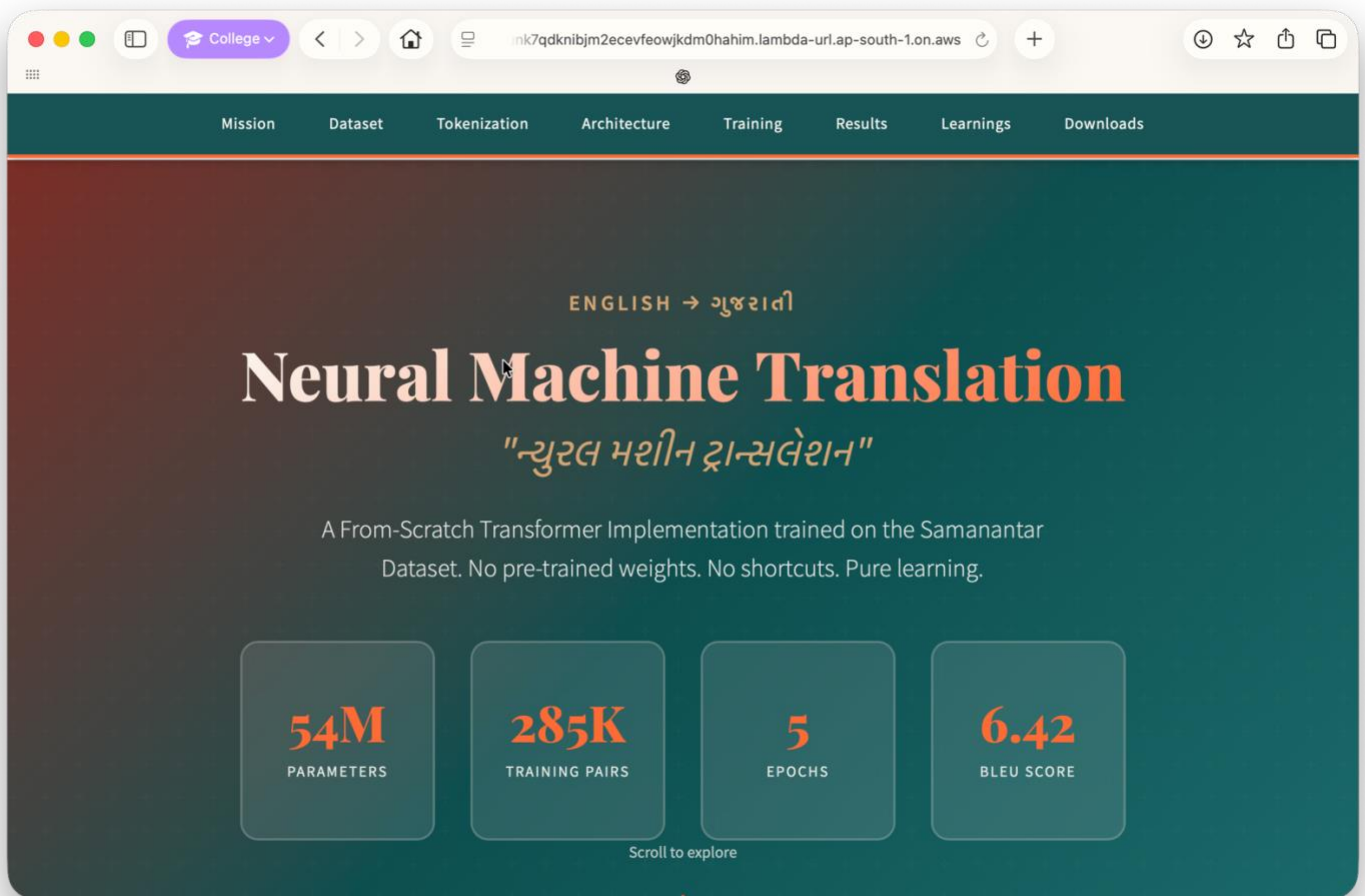 College
nk7qdknibjm2ecevfeowjkdm0hahim.lambda-url.ap-south-1.on.aws
Mission Dataset Tokenization Architecture Training Results Learnings Downloads
ENGLISH → ગુજરાતી
Neural Machine Translation
"ન્યુરલ મશીન ટ્રાન્સલેશન"
A From-Scratch Transformer Implementation trained on the Samanantar
Dataset. No pre-trained weights. No shortcuts. Pure learning.
54M 285K 5 6.42
PARAMETERS TRAINING PAIRS EPOCHS BLEU SCORE
Scroll to explore